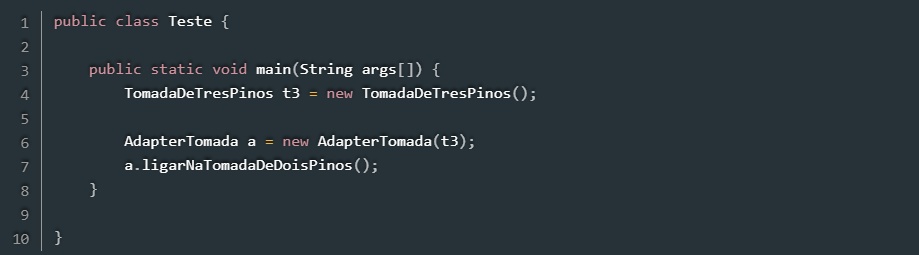 1 public class Teste {
2
3     public static void main(String args[]) {
4         TomadaDeTresPinos t3 = new TomadaDeTresPinos();
5
6         AdapterTomada a = new AdapterTomada(t3);
7         a.ligarNaTomadaDeDoisPinos();
8     }
9
10 }